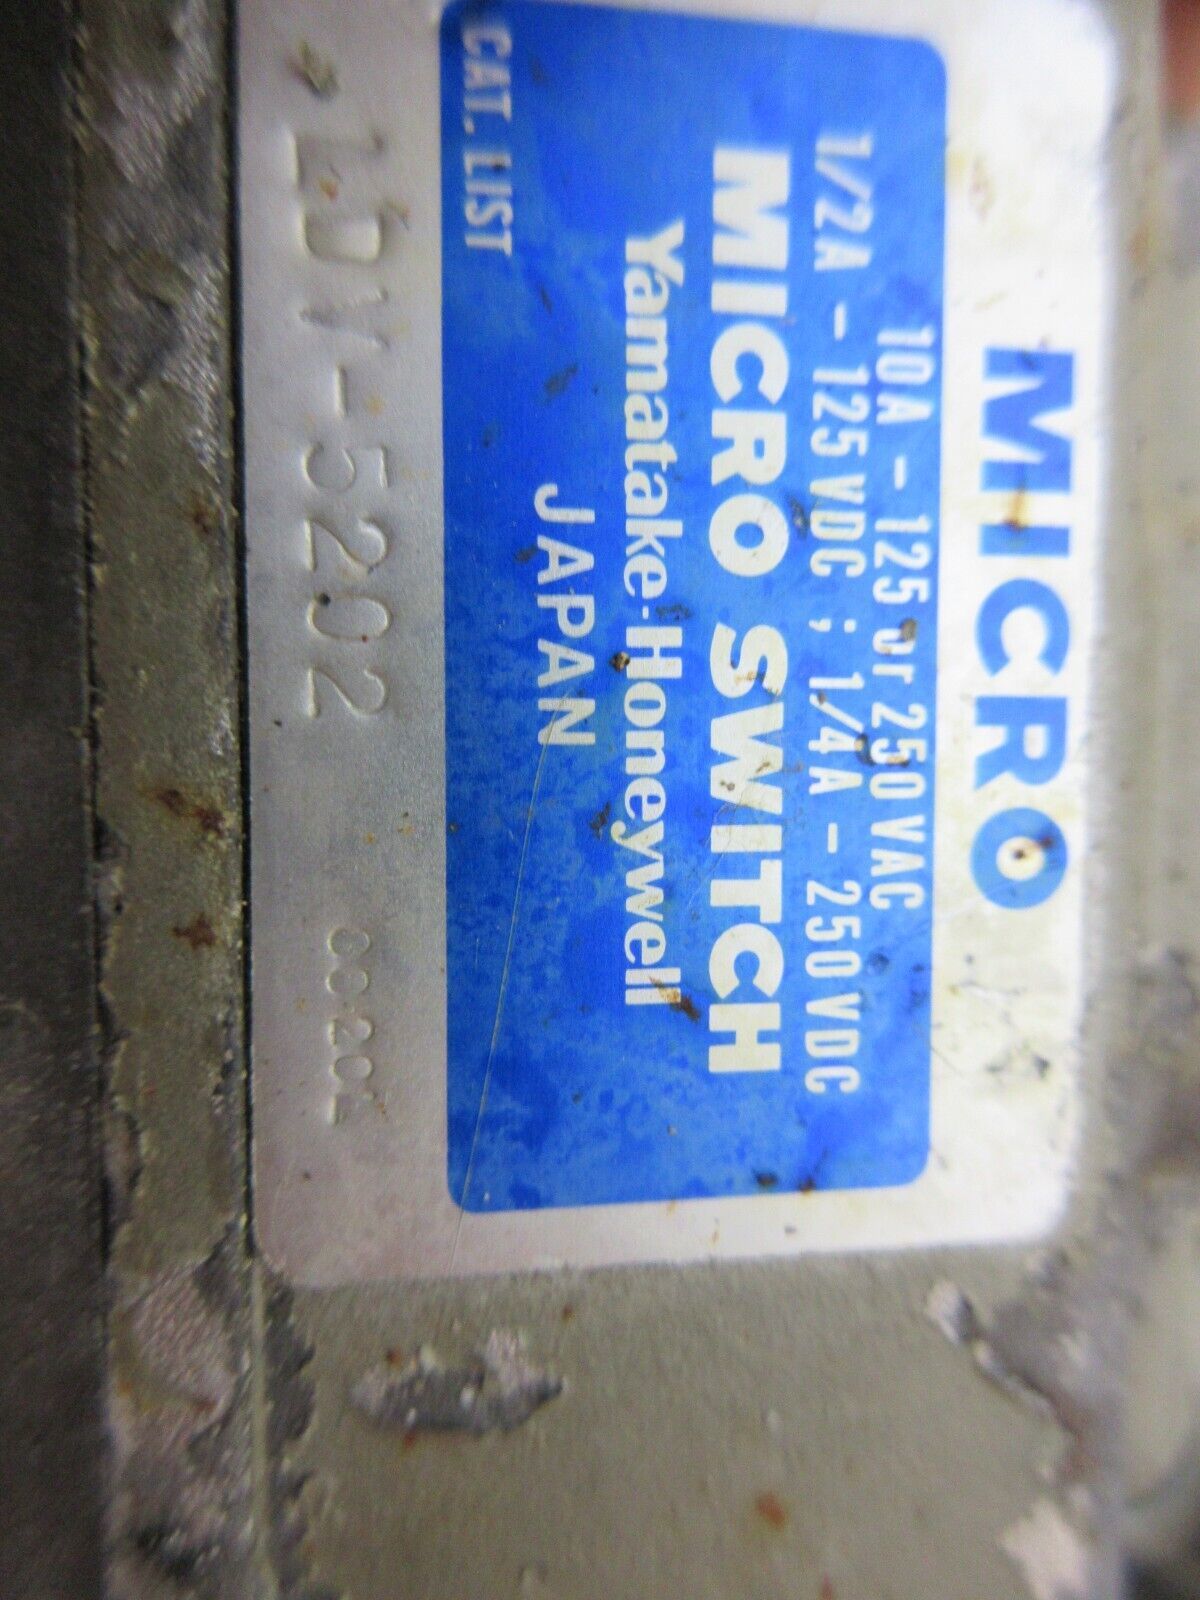 MICRO
10A - 125 or 250 VAC
1/2A - 125 VDC ; 1/4A - 250 VDC
MICRO SWITCH
Yamatake-Honeywell
JAPAN
CAT. LIST
1DV-5202